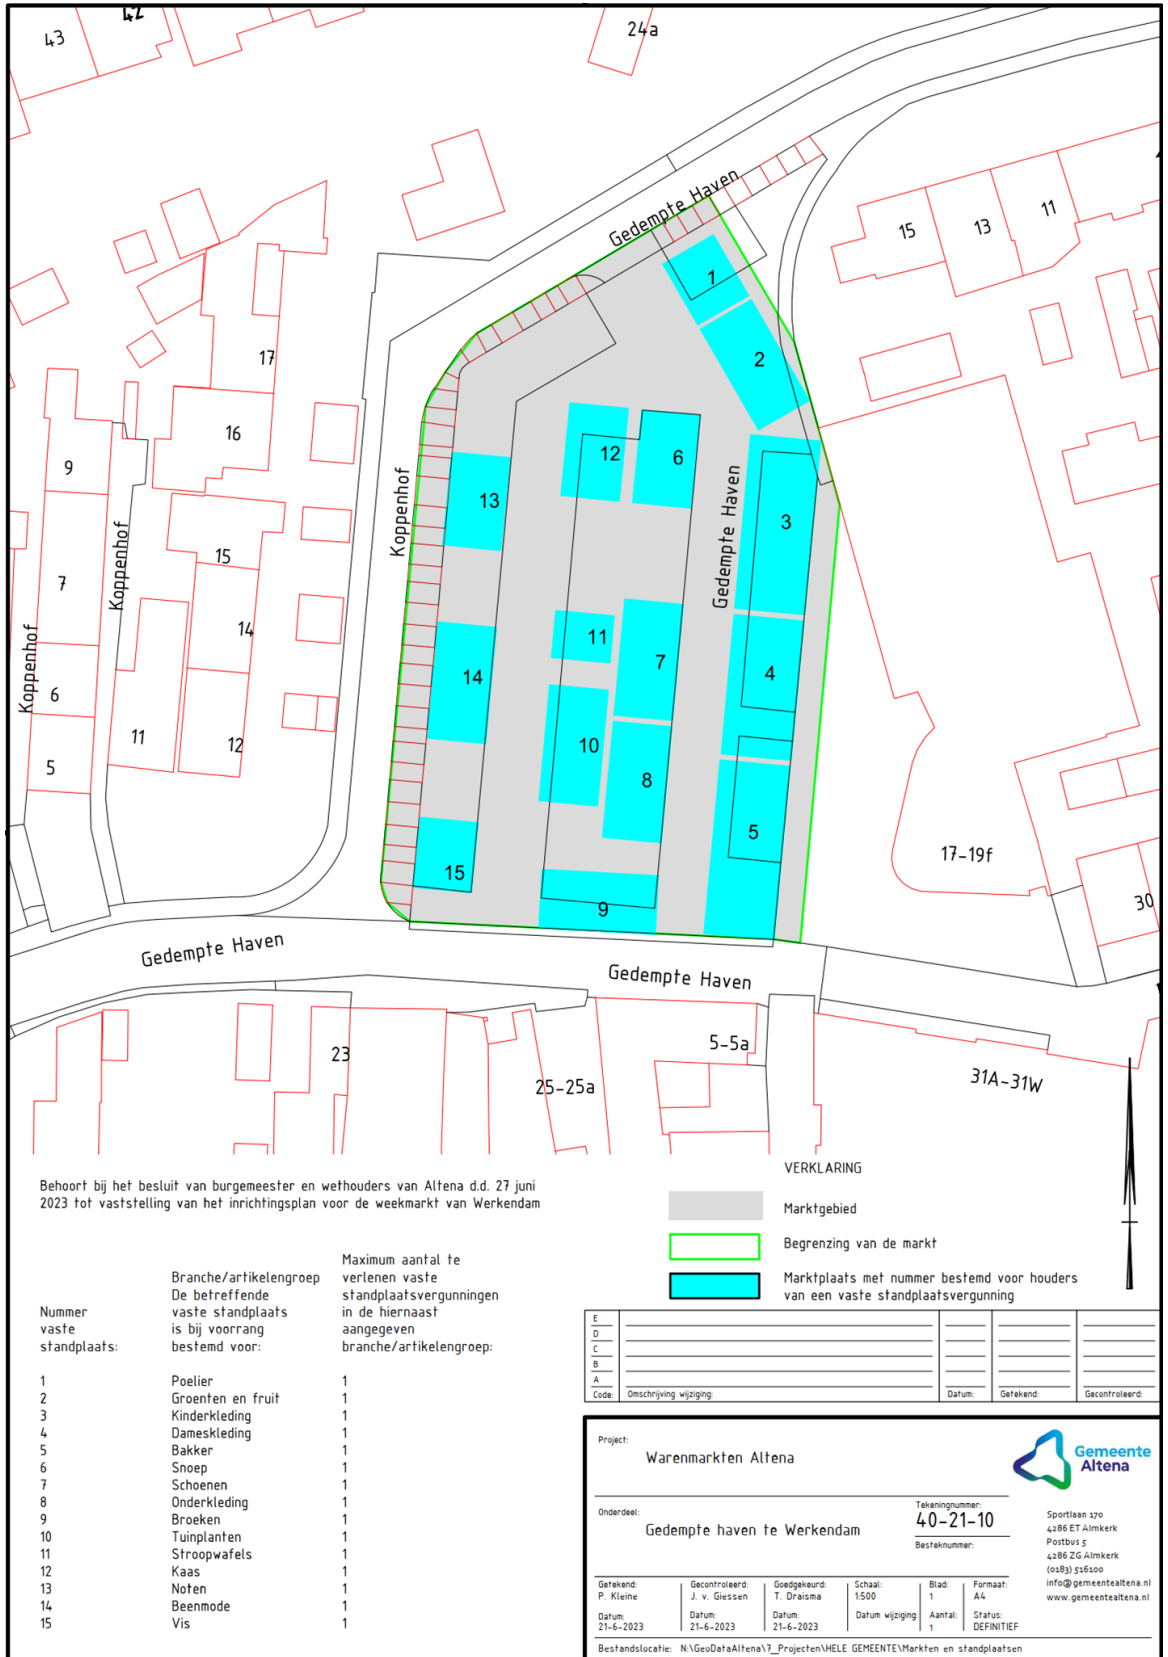 43
42
24a
Gedempte Haven
15
13
11
1
2
17
16
9
12
6
13
3
Koppenhof
Gedempte Haven
Koppenhof
15
7
14
11
7
4
Koppenhof
6
14
11
12
10
8
5
5
15
9
17-19f
30
Gedempte Haven
Gedempte Haven
23
25-25a
5-5a
31A-31W
Behoort bij het besluit van burgemeester en wethouders van Altena d.d. 27 juni
2023 tot vaststelling van het inrichtingsplan voor de weekmarkt van Werkendam
VERKLARING
Marktgebied
Begrenzing van de markt
Marktplaats met nummer bestemd voor houders
van een vaste standplaatsvergunning
Nummer
vaste
standplaats:
Branche/artikelengroep
De betreffende
vaste standplaats
is bij voorrang
bestemd voor:
Maximum aantal te
verlenen vaste
standplaatsvergunningen
in de hiernaast
aangegeven
branche/artikelengroep:
1 Poelier 1
2 Groenten en fruit 1
3 Kinderkleding 1
4 Dameskleding 1
5 Bakker 1
6 Snoep 1
7 Schoenen 1
8 Onderkleding 1
9 Broeken 1
10 Tuinplanten 1
11 Stroopwafels 1
12 Kaas 1
13 Noten 1
14 Beenmode 1
15 Vis 1
E
D
C
B
A
Code: Omschrijving wijziging: Datum: Getekend: Gecontroleerd:
Project:
Warenmarkten Altena
Gemeente
Altena
Onderdeel:
Gedempte haven te Werkendam
Tekeningnummer:
40-21-10
Besteknummer:
Sportlaan 170
4286 ET Almkerk
Postbus 5
4286 ZG Almkerk
(0183) 516100
info@gemeentealtena.nl
www.gemeentealtena.nl
Getekend: Gecontroleerd: Goedgekeurd: Schaal: Blad: Formaat:
P. Kleine J. v. Giessen T. Draisma 1:500 1 A4
Datum: Datum: Datum: Datum wijziging: Aantal: Status:
21-6-2023 21-6-2023 21-6-2023 1 DEFINITIEF
Bestandslocatie: N:\GeoDataAltena\7_Projecten\HELE GEMEENTE\Markten en standplaatsen